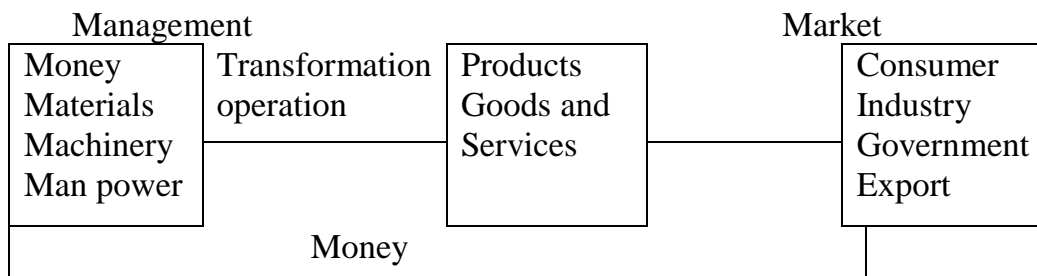 Management
Market
Money
Materials
Machinery
Man power
Transformation
operation
Products
Goods and
Services
Consumer
Industry
Government
Export
Money